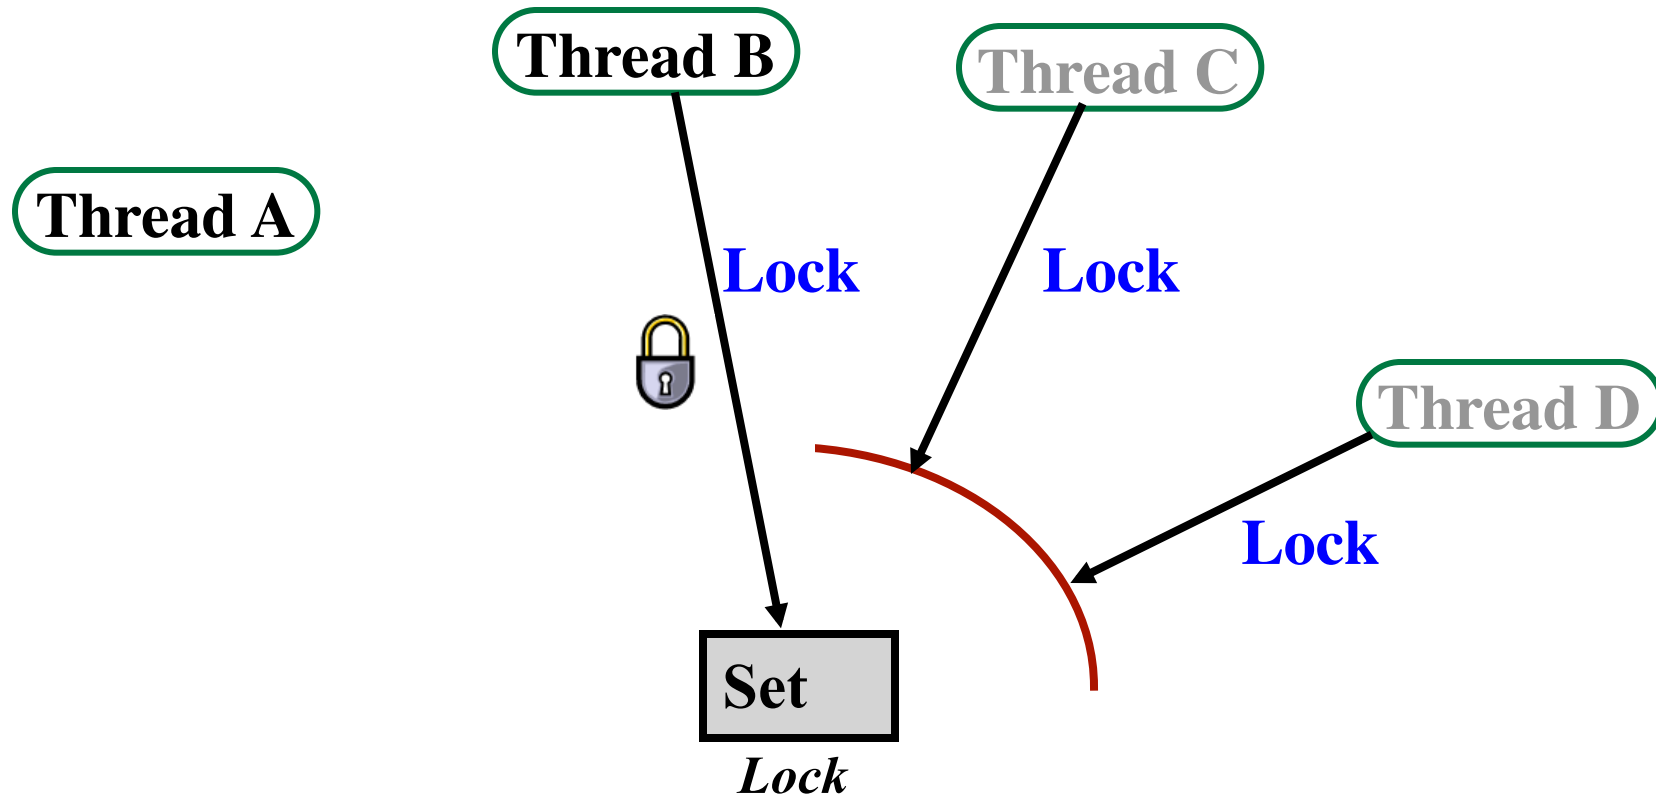 Thread B
Thread C
Thread A
Lock
Lock
Thread D
Lock
Set
Lock